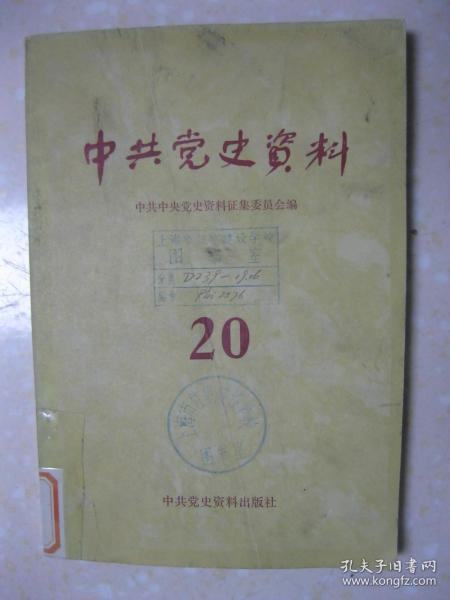 中共党史資料
中共中央党史资料征集委员会编
图 室
20
中共党史资料出版社
孔夫子旧书网
www.kongfz.com